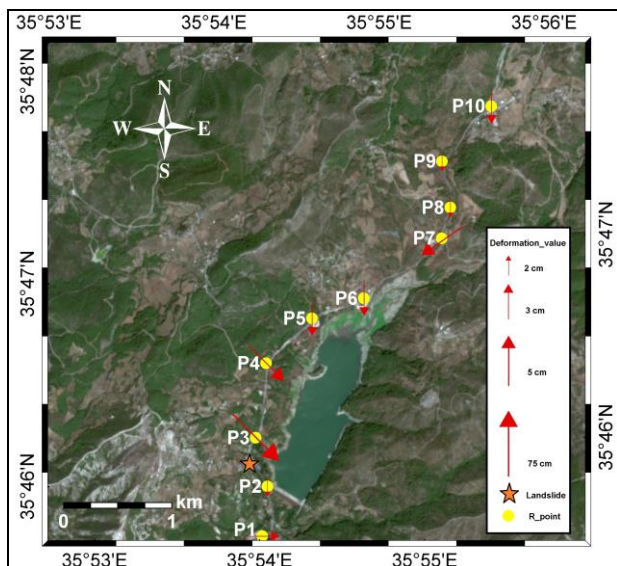 35°53'E 35°54'E 35°55'E 35°56'E
35°48'N
35°48'N
N
W E
S
P10
P9
P8
P7
35°47'N
35°47'N
Deformation_value
2 cm
3 cm
5 cm
75 cm
Landslide
R_point
P6
P5
P4
P3
P2
P1
35°46'N
35°46'N
km
0 1
35°53'E 35°54'E 35°55'E